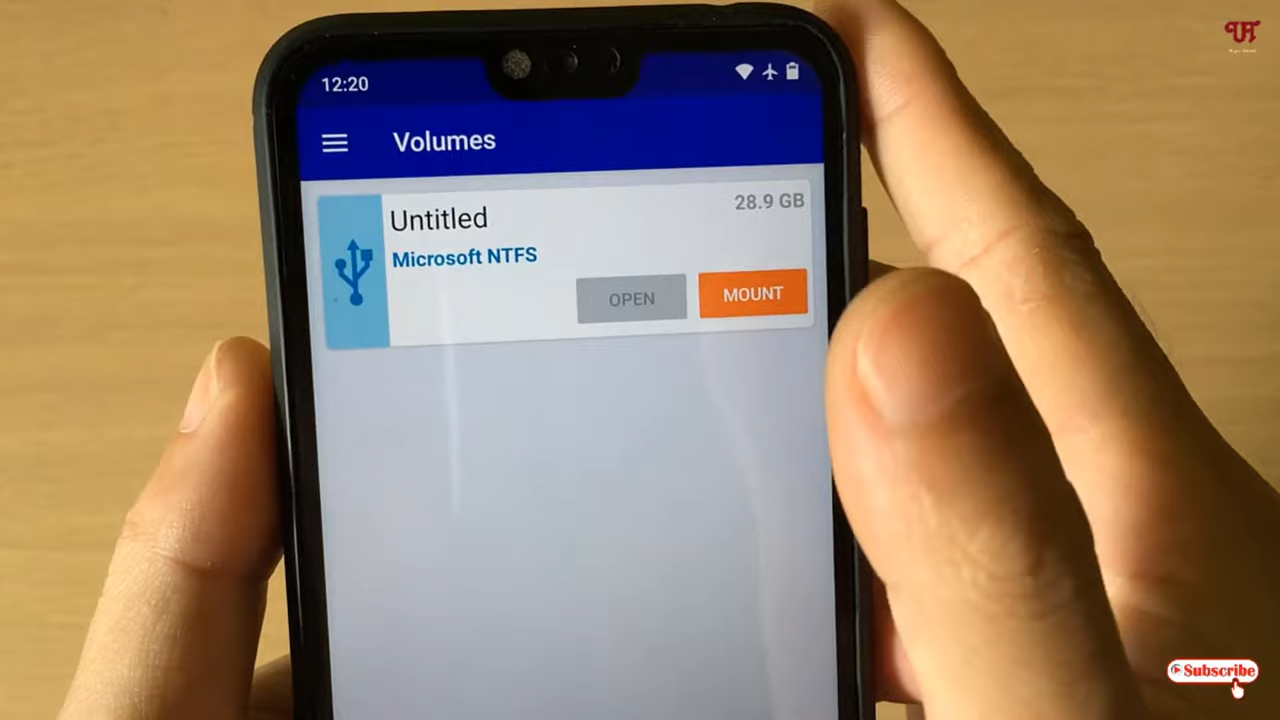 12:20
Volumes
Untitled
28.9 GB
Microsoft NTFS
OPEN
MOUNT
Subscribe